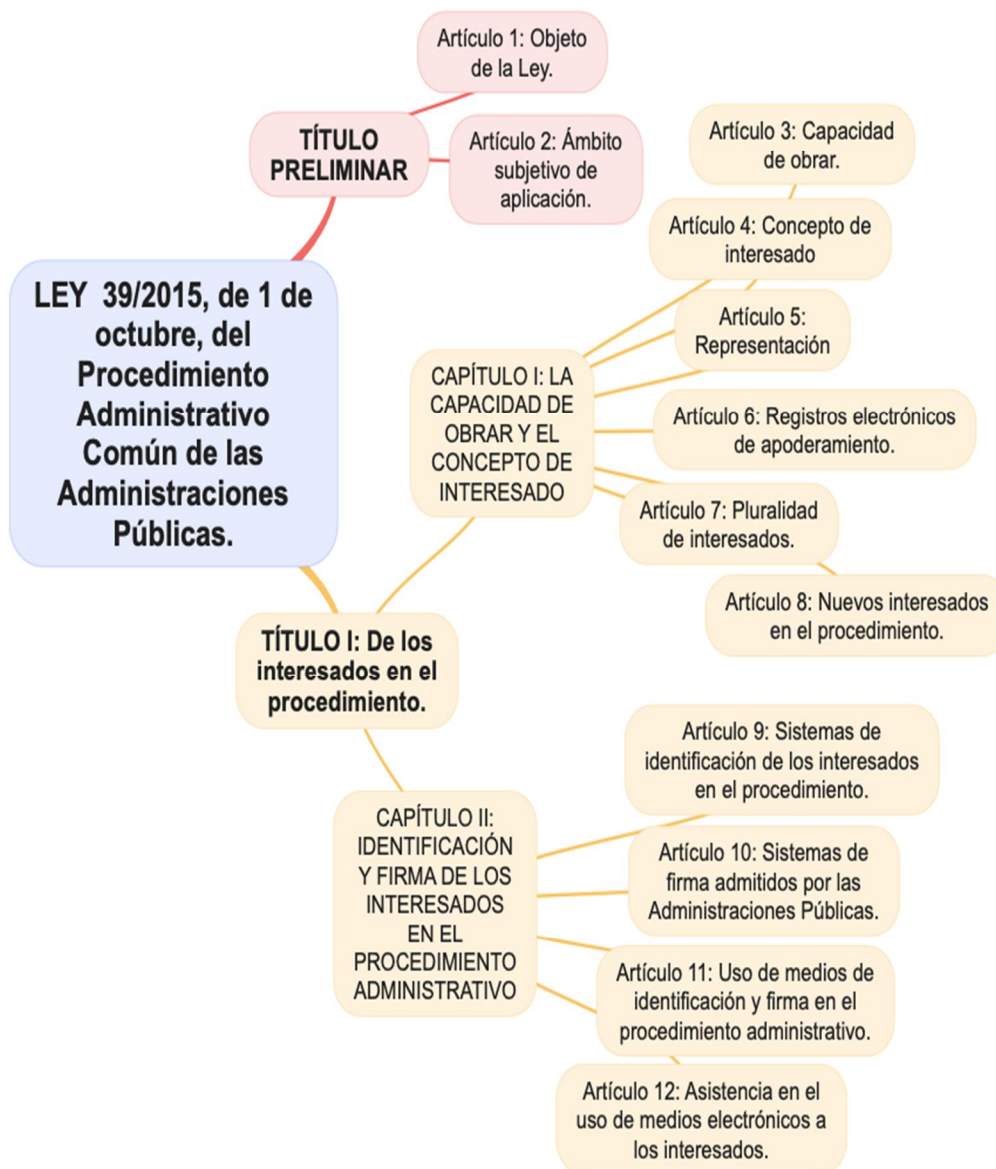 Artículo 1: Objeto
de la Ley.
TÍTULO
PRELIMINAR
Artículo 2: Ámbito
subjetivo de
aplicación.
LEY 39/2015, de 1 de
octubre, del
Procedimiento
Administrativo
Común de las
Administraciones
Públicas.
Artículo 3: Capacidad
de obrar.
Artículo 4: Concepto de
interesado
Artículo 5:
Representación
CAPÍTULO I: LA
CAPACIDAD DE
OBRAR Y EL
CONCEPTO DE
INTERESADO
Artículo 6: Registros electrónicos
de apoderamiento.
Artículo 7: Pluralidad
de interesados.
Artículo 8: Nuevos interesados
en el procedimiento.
TÍTULO I: De los
interesados en el
procedimiento.
Artículo 9: Sistemas de
identificación de los interesados
en el procedimiento.
CAPÍTULO II:
IDENTIFICACIÓN
Y FIRMA DE LOS
INTERESADOS
EN EL
PROCEDIMIENTO
ADMINISTRATIVO
Artículo 10: Sistemas de
firma admitidos por las
Administraciones Públicas.
Artículo 11: Uso de medios de
identificación y firma en el
procedimiento administrativo.
Artículo 12: Asistencia en el
uso de medios electrónicos a
los interesados.